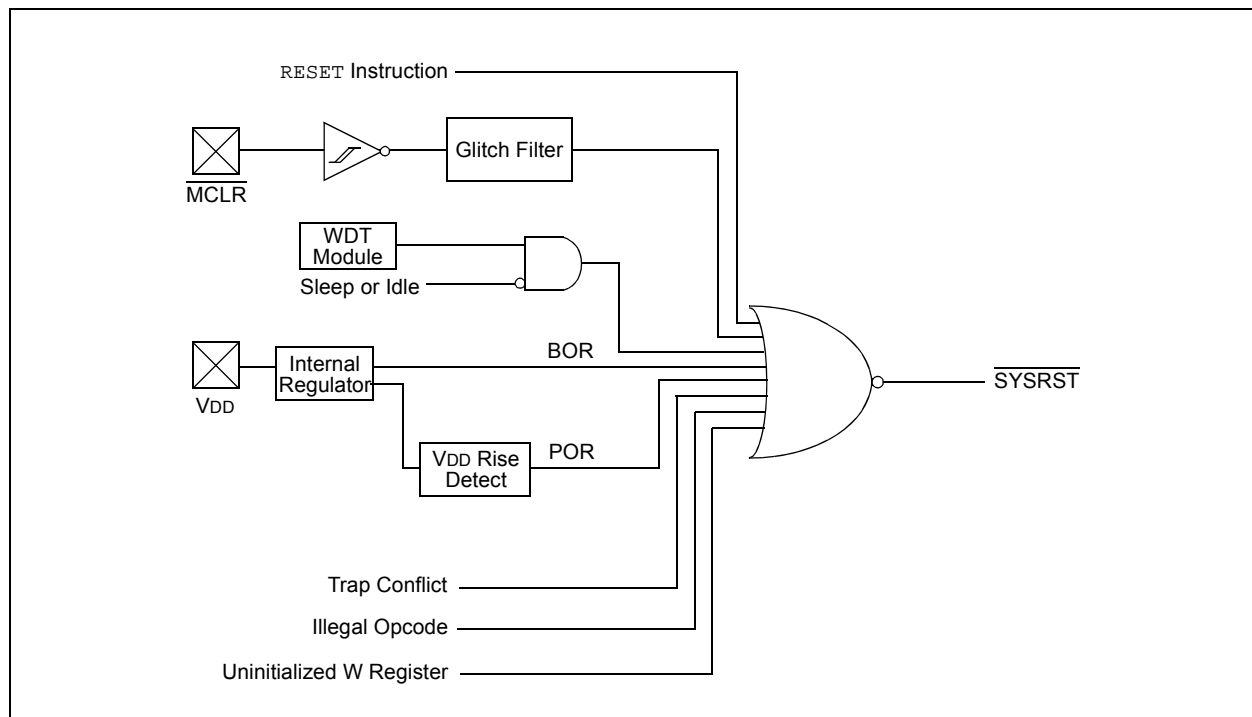 RESET Instruction
Glitch Filter
MCLR
WDT
Module
Sleep or Idle
BOR
Internal
Regulator
SYSRST
VDD
POR
VDD Rise
Detect
Trap Conflict
Illegal Opcode
Uninitialized W Register